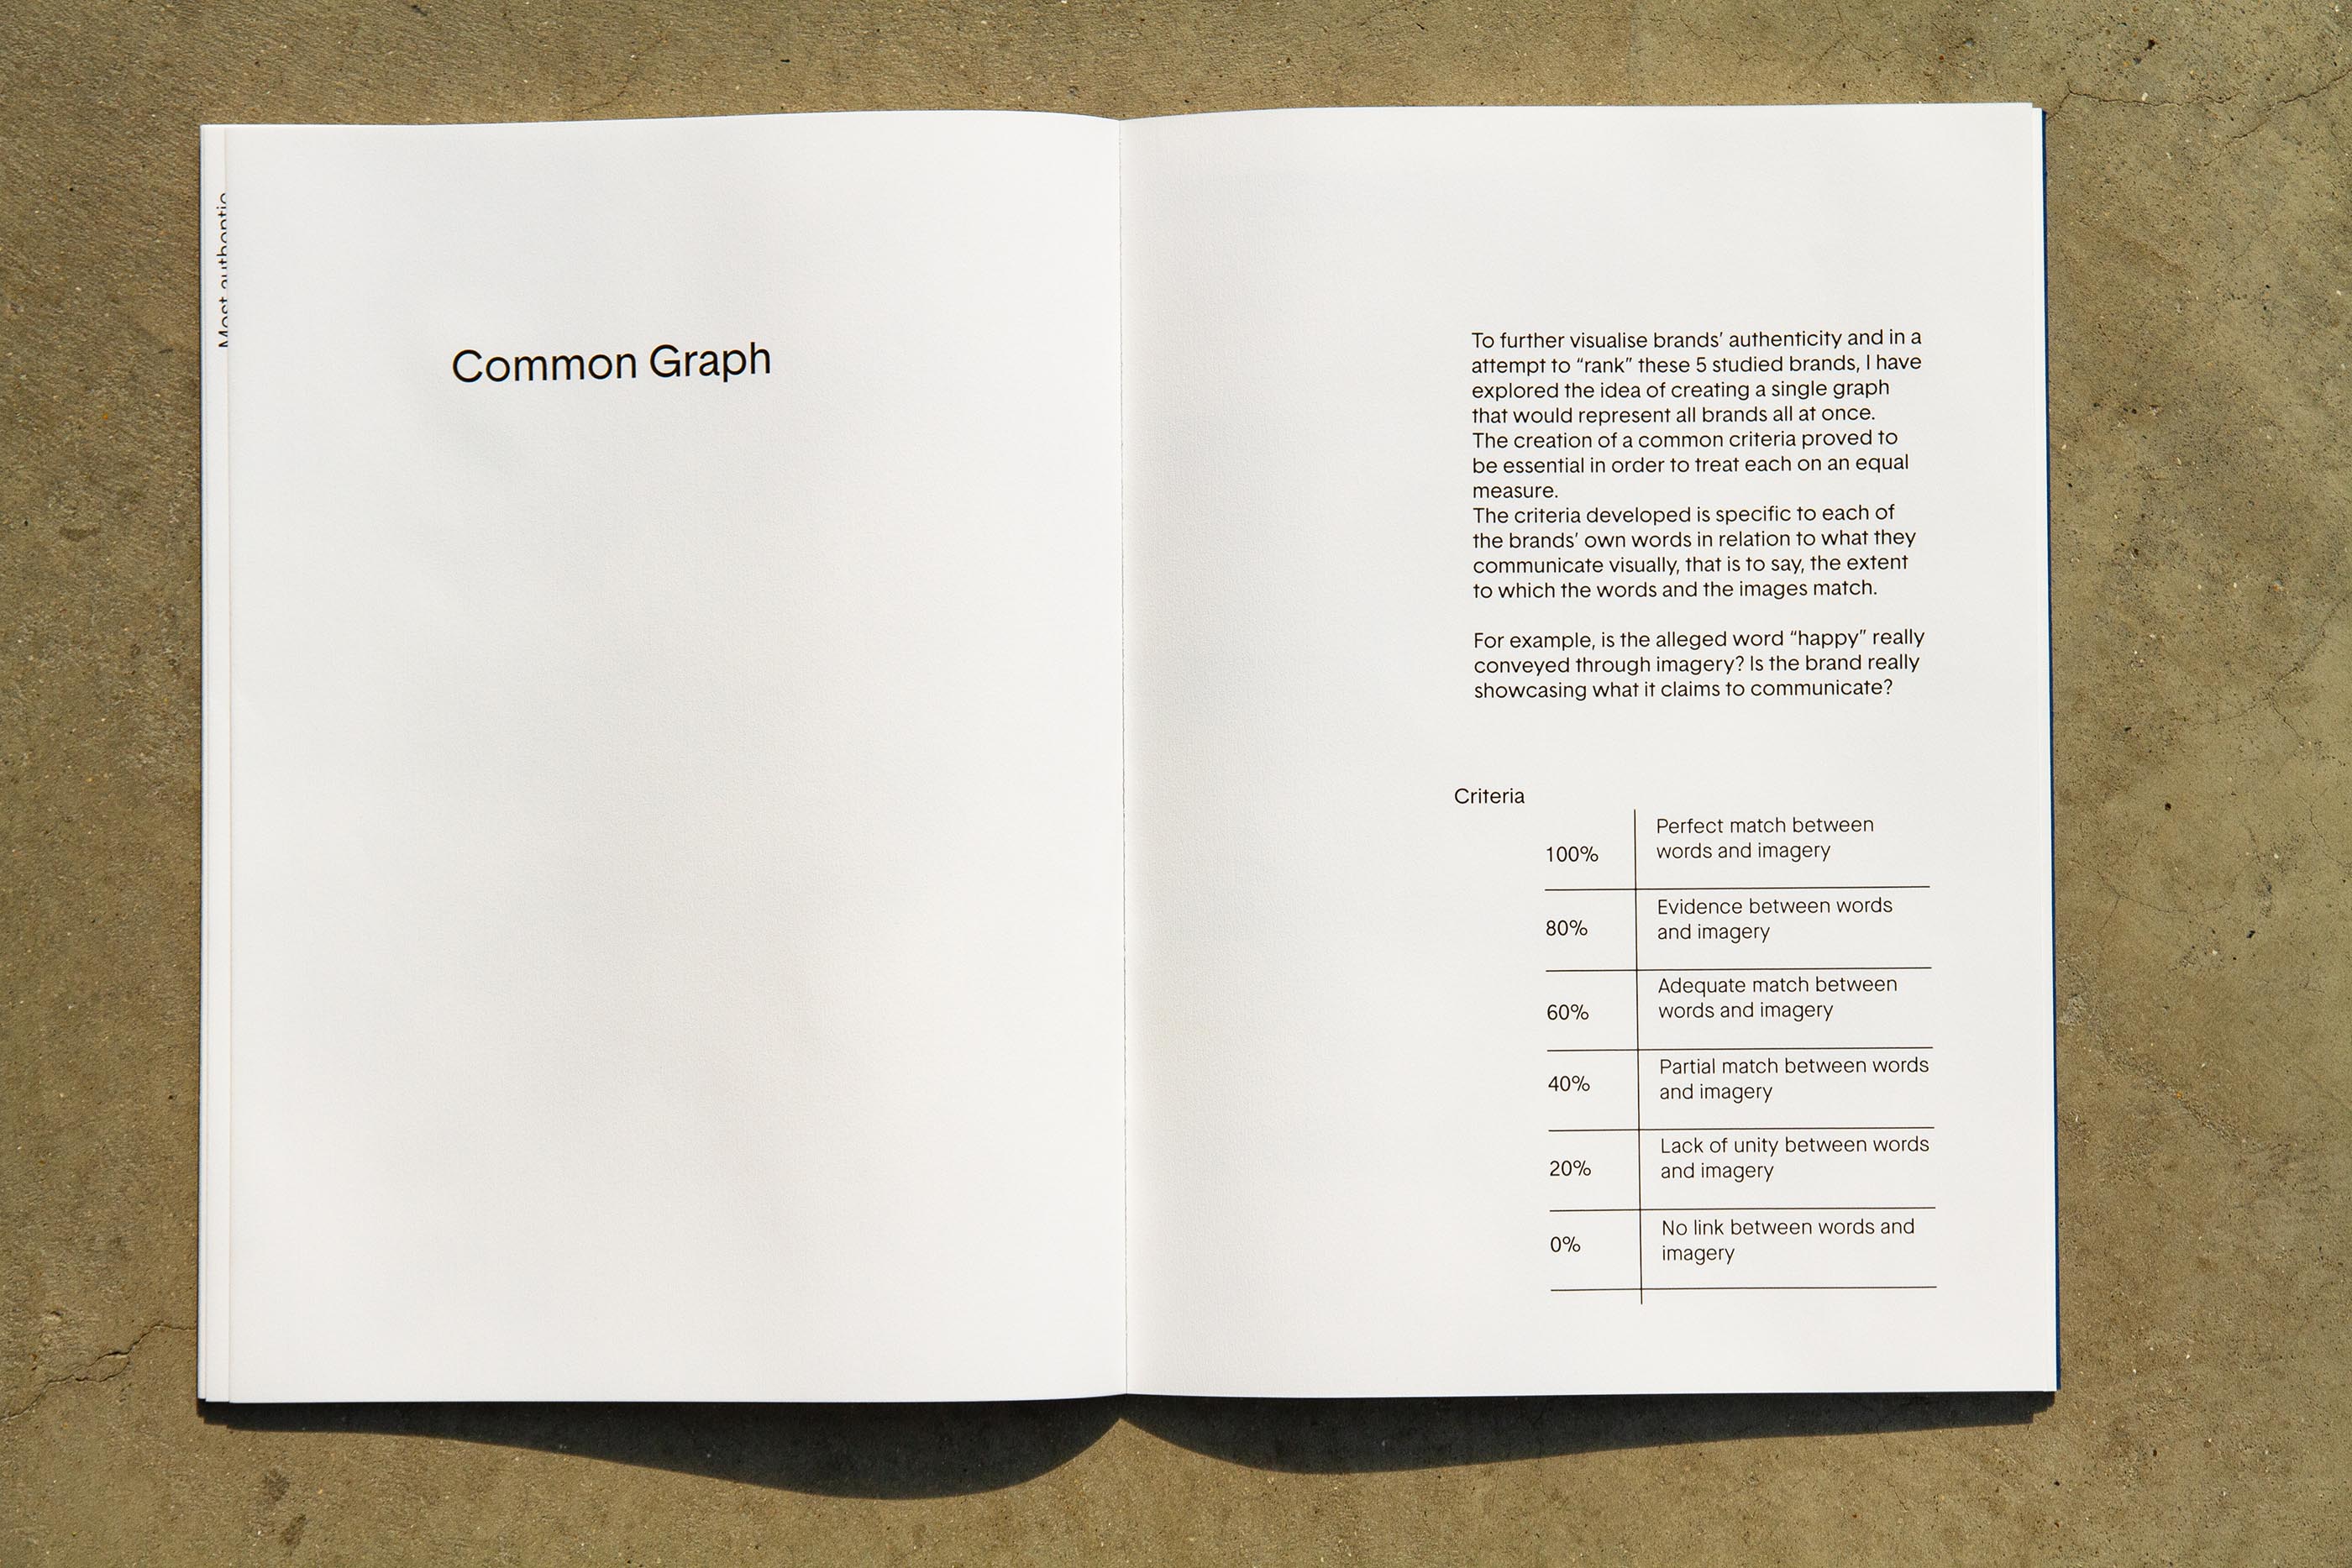 Most authentic
Common Graph
To further visualise brands’ authenticity and in a
attempt to “rank” these 5 studied brands, I have
explored the idea of creating a single graph
that would represent all brands all at once.
The creation of a common criteria proved to
be essential in order to treat each on an equal
measure.
The criteria developed is specific to each of
the brands’ own words in relation to what they
communicate visually, that is to say, the extent
to which the words and the images match.
For example, is the alleged word “happy” really
conveyed through imagery? Is the brand really
showcasing what it claims to communicate?
Criteria
100%
Perfect match between
words and imagery
80%
Evidence between words
and imagery
60%
Adequate match between
words and imagery
40%
Partial match between words
and imagery
20%
Lack of unity between words
and imagery
0%
No link between words and
imagery